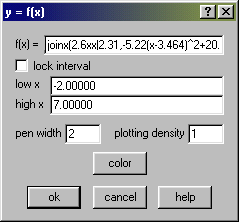 y = f(x)
f(x) = joinx(2.6xx|2.31,-5.22(x-3.464)^2+20.
lock interval
low x -2.00000
high x 7.00000
pen width 2 plotting density 1
color
ok cancel help